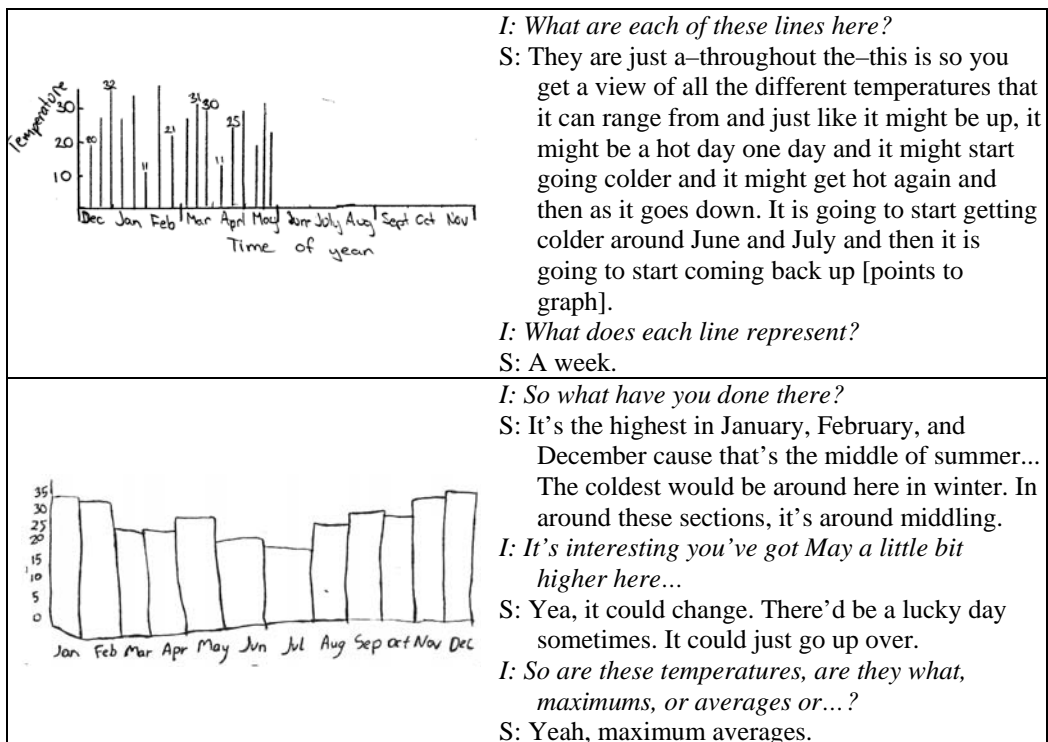 I: What are each of these lines here?
S: They are just a–throughout the–this is so you
get a view of all the different temperatures that
it can range from and just like it might be up, it
might be a hot day one day and it might start
going colder and it might get hot again and
then as it goes down. It is going to start getting
colder around June and July and then it is
going to start coming back up [points to
graph].
I: What does each line represent?
S: A week.
Temperature
30
20
10
20
32
11
21
31
30
11
25
Dec Jan Feb Mar April May June July Aug Sept Oct Nov
Time of year
I: So what have you done there?
S: It’s the highest in January, February, and
December cause that’s the middle of summer...
The coldest would be around here in winter. In
around these sections, it’s around middling.
I: It’s interesting you’ve got May a little bit
higher here…
S: Yea, it could change. There’d be a lucky day
sometimes. It could just go up over.
I: So are these temperatures, are they what,
maximums, or averages or…?
S: Yeah, maximum averages.
35
30
25
20
15
10
5
0
Jan Feb Mar Apr May Jun Jul Aug Sep oct Nov Dec